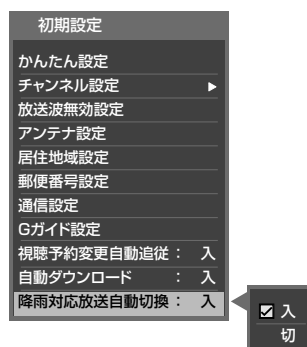 初期設定
かんたん設定
チャンネル設定 ▶
放送波無効設定
アンテナ設定
居住地域設定
郵便番号設定
通信設定
Gガイド設定
視聴予約変更自動追従： 入
自動ダウンロード ： 入
降雨対応放送自動切換： 入
☑ 入
切